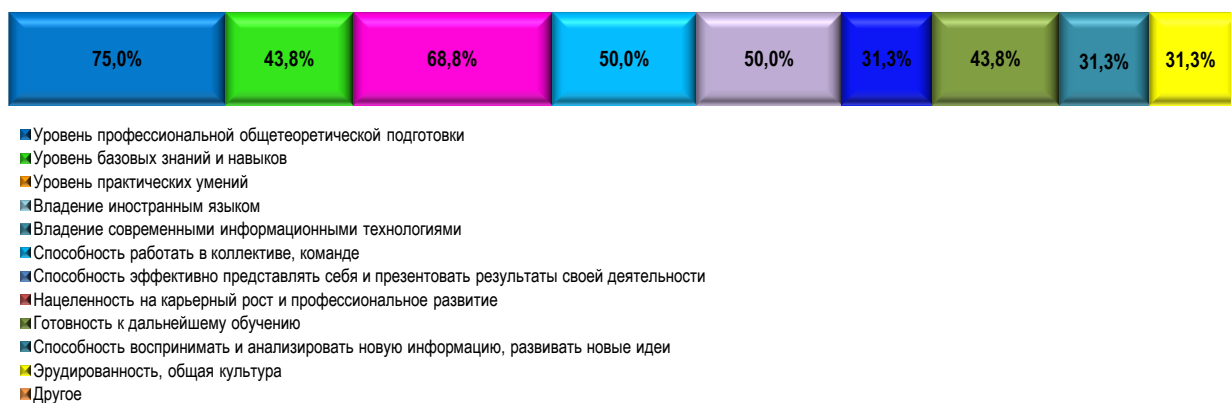 75,0% 43,8% 68,8% 50,0% 50,0% 31,3% 43,8% 31,3% 31,3%
Уровень профессиональной общетеоретической подготовки
Уровень базовых знаний и навыков
Уровень практических умений
Владение иностранным языком
Владение современными информационными технологиями
Способность работать в коллективе, команде
Способность эффективно представлять себя и презентовать результаты своей деятельности
Нацеленность на карьерный рост и профессиональное развитие
Готовность к дальнейшему обучению
Способность воспринимать и анализировать новую информацию, развивать новые идеи
Эрудированность, общая культура
Другое